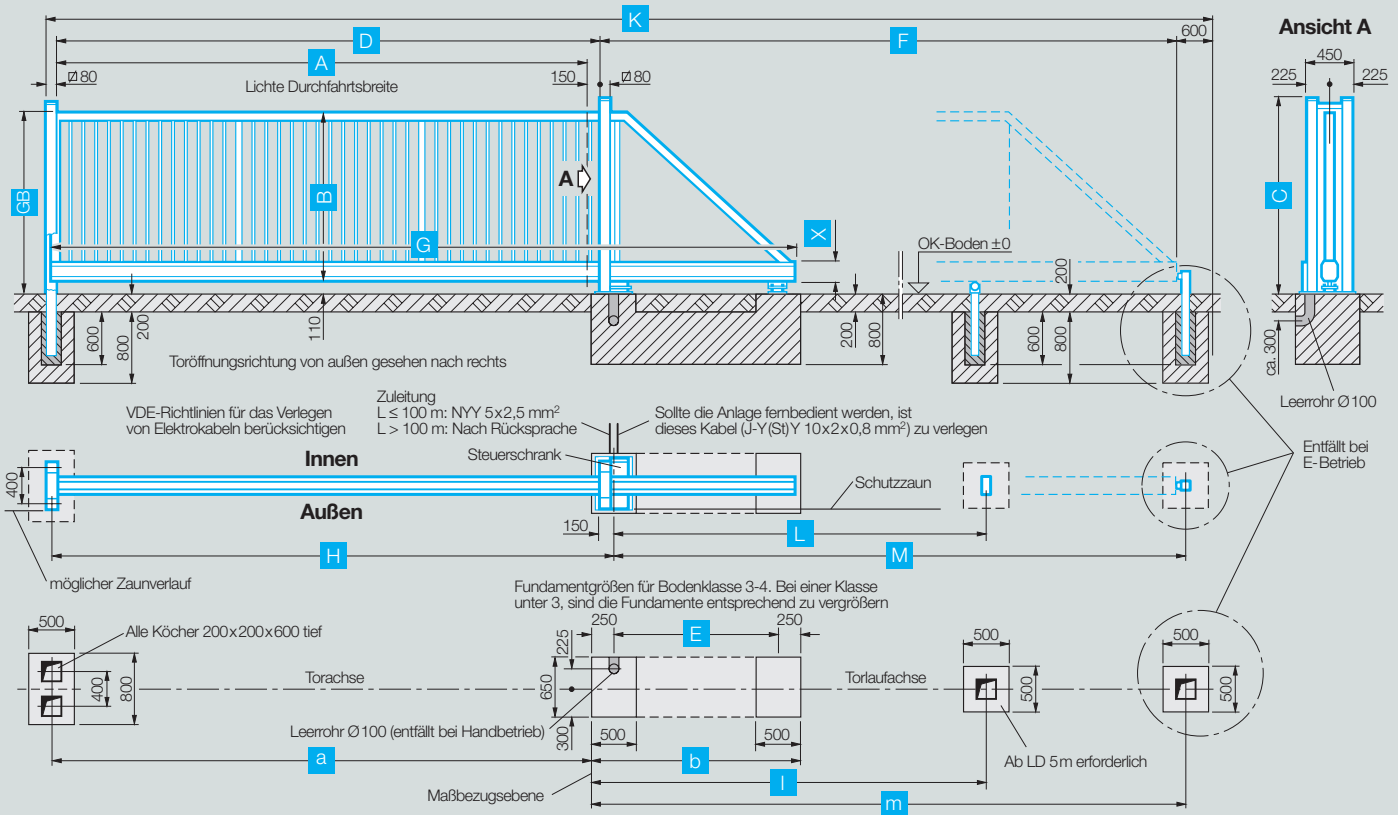 K
Ansicht A
D
F
600
A
450
⌀80
150
⌀80
225
225
Lichte Durchfahrtsbreite
A
GB
B
C
G
X
OK-Boden ±0
200
200
110
200
800
600
800
600
800
ca. 300
Toröffnungsrichtung von außen gesehen nach rechts
Leerrohr Ø100
VDE-Richtlinien für das Verlegen
von Elektrokabeln berücksichtigen
Zuleitung
L ≤ 100 m: NYY 5x2,5 mm²
L > 100 m: Nach Rücksprache
Sollte die Anlage fernbedient werden, ist
dieses Kabel (J-Y(St)Y 10x2x0,8 mm²) zu verlegen
Entfällt bei
E-Betrieb
Innen
Steuerschrank
400
Schutzzaun
Außen
150
L
H
M
möglicher Zaunverlauf
Fundamentgrößen für Bodenklasse 3-4. Bei einer Klasse
unter 3, sind die Fundamente entsprechend zu vergrößern
500
Alle Köcher 200x200x600 tief
250
E
250
500
500
225
Torachse
Torlaufachse
400
800
650
500
500
Leerrohr Ø100 (entfällt bei Handbetrieb)
300
500
500
Ab LD 5m erforderlich
a
b
l
Maßbezugsebene
m